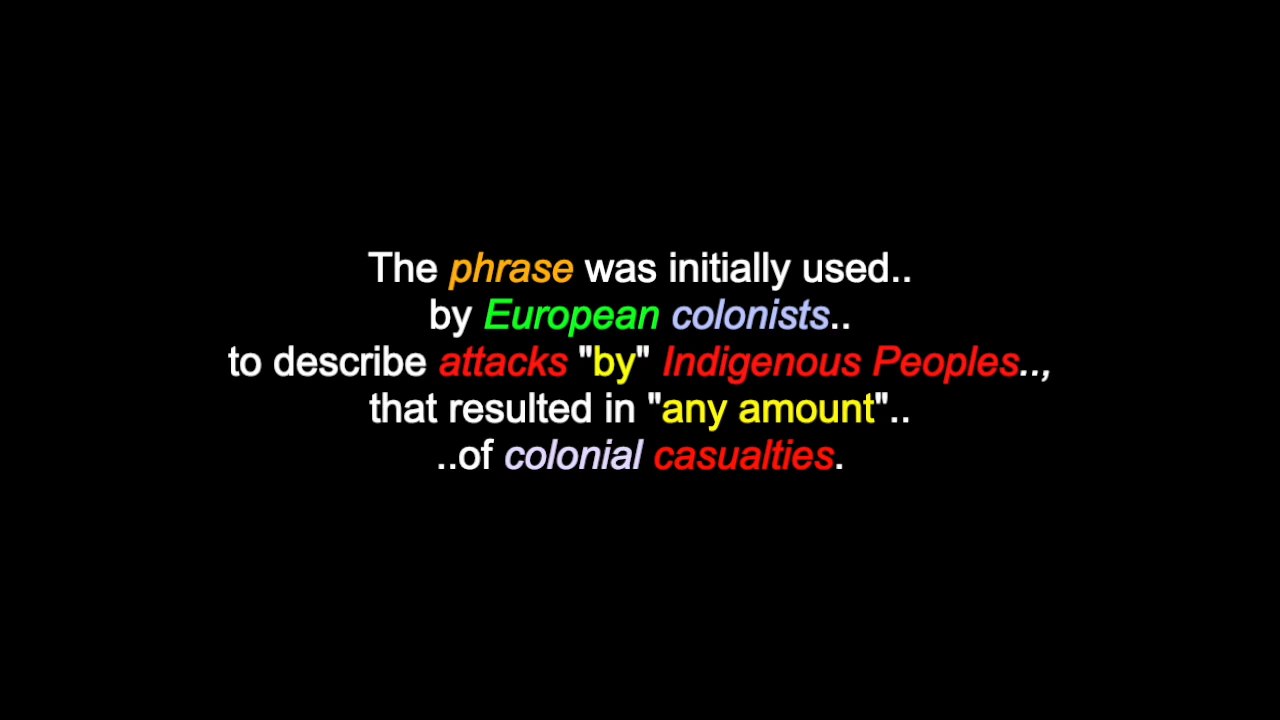 The phrase was initially used..
by European colonists..
to describe attacks "by" Indigenous Peoples..,
that resulted in "any amount"..
..of colonial casualties.